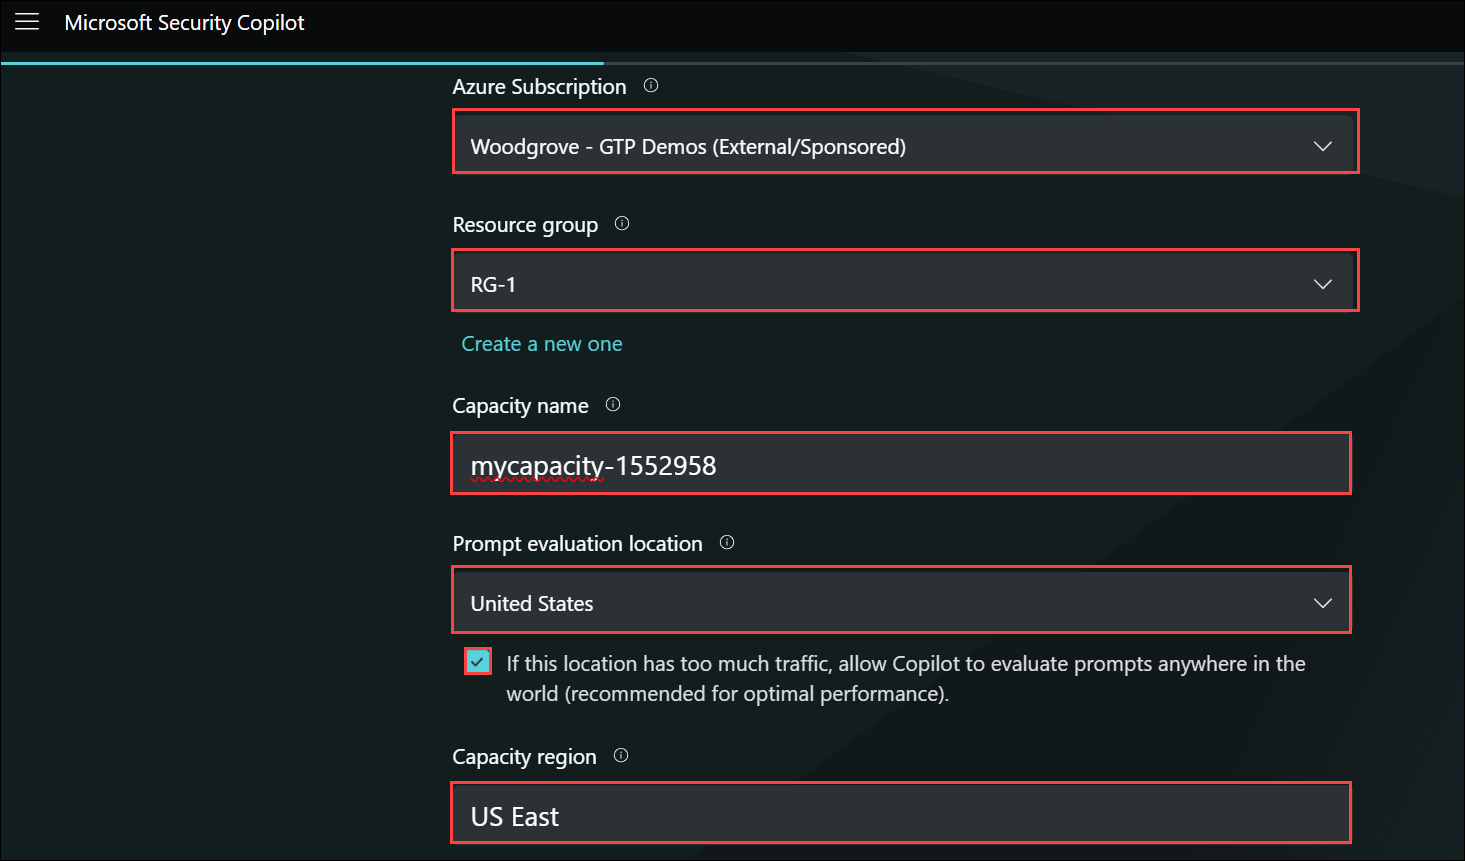 Microsoft Security Copilot
Azure Subscription
Woodgrove - GTP Demos (External/Sponsored)
Resource group
RG-1
Create a new one
Capacity name
mycapacity-1552958
Prompt evaluation location
United States
If this location has too much traffic, allow Copilot to evaluate prompts anywhere in the
world (recommended for optimal performance).
Capacity region
US East